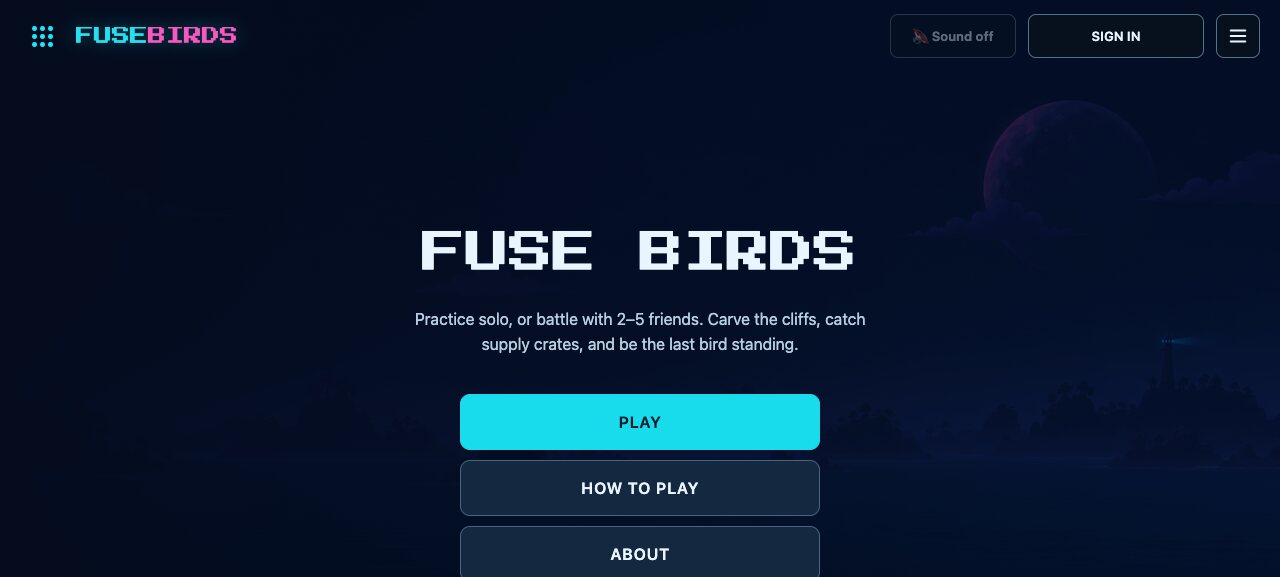 FUSEBIRDS
Sound off
SIGN IN
FUSE BIRDS
Practice solo, or battle with 2–5 friends. Carve the cliffs, catch
supply crates, and be the last bird standing.
PLAY
HOW TO PLAY
ABOUT